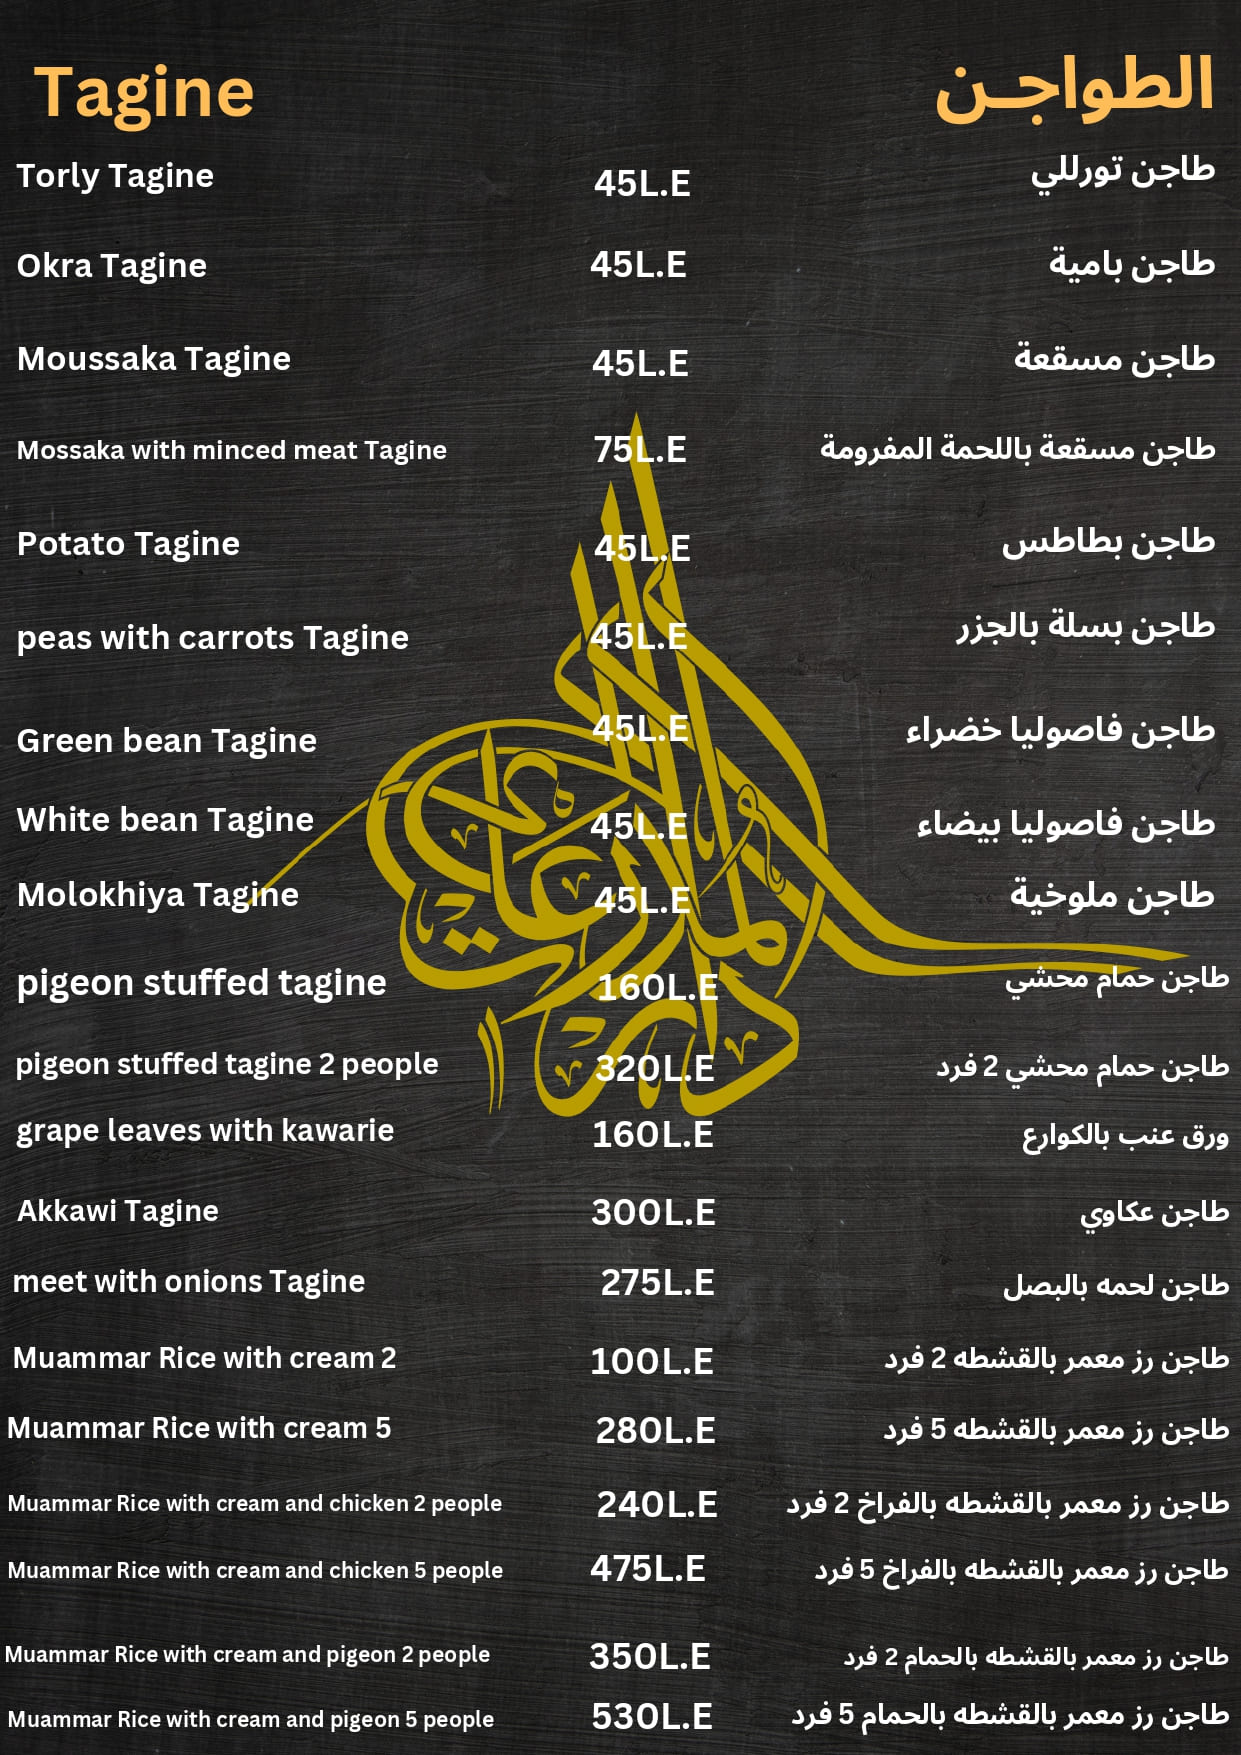 Tagine الطواجـن
Torly Tagine 45L.E طاجن تورللي
Okra Tagine 45L.E طاجن بامية
Moussaka Tagine 45L.E طاجن مسقعة
Mossaka with minced meat Tagine 75L.E طاجن مسقعة باللحمة المفرومة
Potato Tagine 45L.E طاجن بطاطس
peas with carrots Tagine 45L.E طاجن بسلة بالجزر
Green bean Tagine 45L.E طاجن فاصوليا خضراء
White bean Tagine 45L.E طاجن فاصوليا بيضاء
Molokhiya Tagine 45L.E طاجن ملوخية
pigeon stuffed tagine 160L.E طاجن حمام محشي
pigeon stuffed tagine 2 people 320L.E طاجن حمام محشي 2 فرد
grape leaves with kawarie 160L.E ورق عنب بالكوارع
Akkawi Tagine 300L.E طاجن عكاوي
meet with onions Tagine 275L.E طاجن لحمه بالبصل
Muammar Rice with cream 2 100L.E طاجن رز معمر بالقشطه 2 فرد
Muammar Rice with cream 5 280L.E طاجن رز معمر بالقشطه 5 فرد
Muammar Rice with cream and chicken 2 people 240L.E طاجن رز معمر بالقشطه بالفراخ 2 فرد
Muammar Rice with cream and chicken 5 people 475L.E طاجن رز معمر بالقشطه بالفراخ 5 فرد
Muammar Rice with cream and pigeon 2 people 350L.E طاجن رز معمر بالقشطه بالحمام 2 فرد
Muammar Rice with cream and pigeon 5 people 530L.E طاجن رز معمر بالقشطه بالحمام 5 فرد